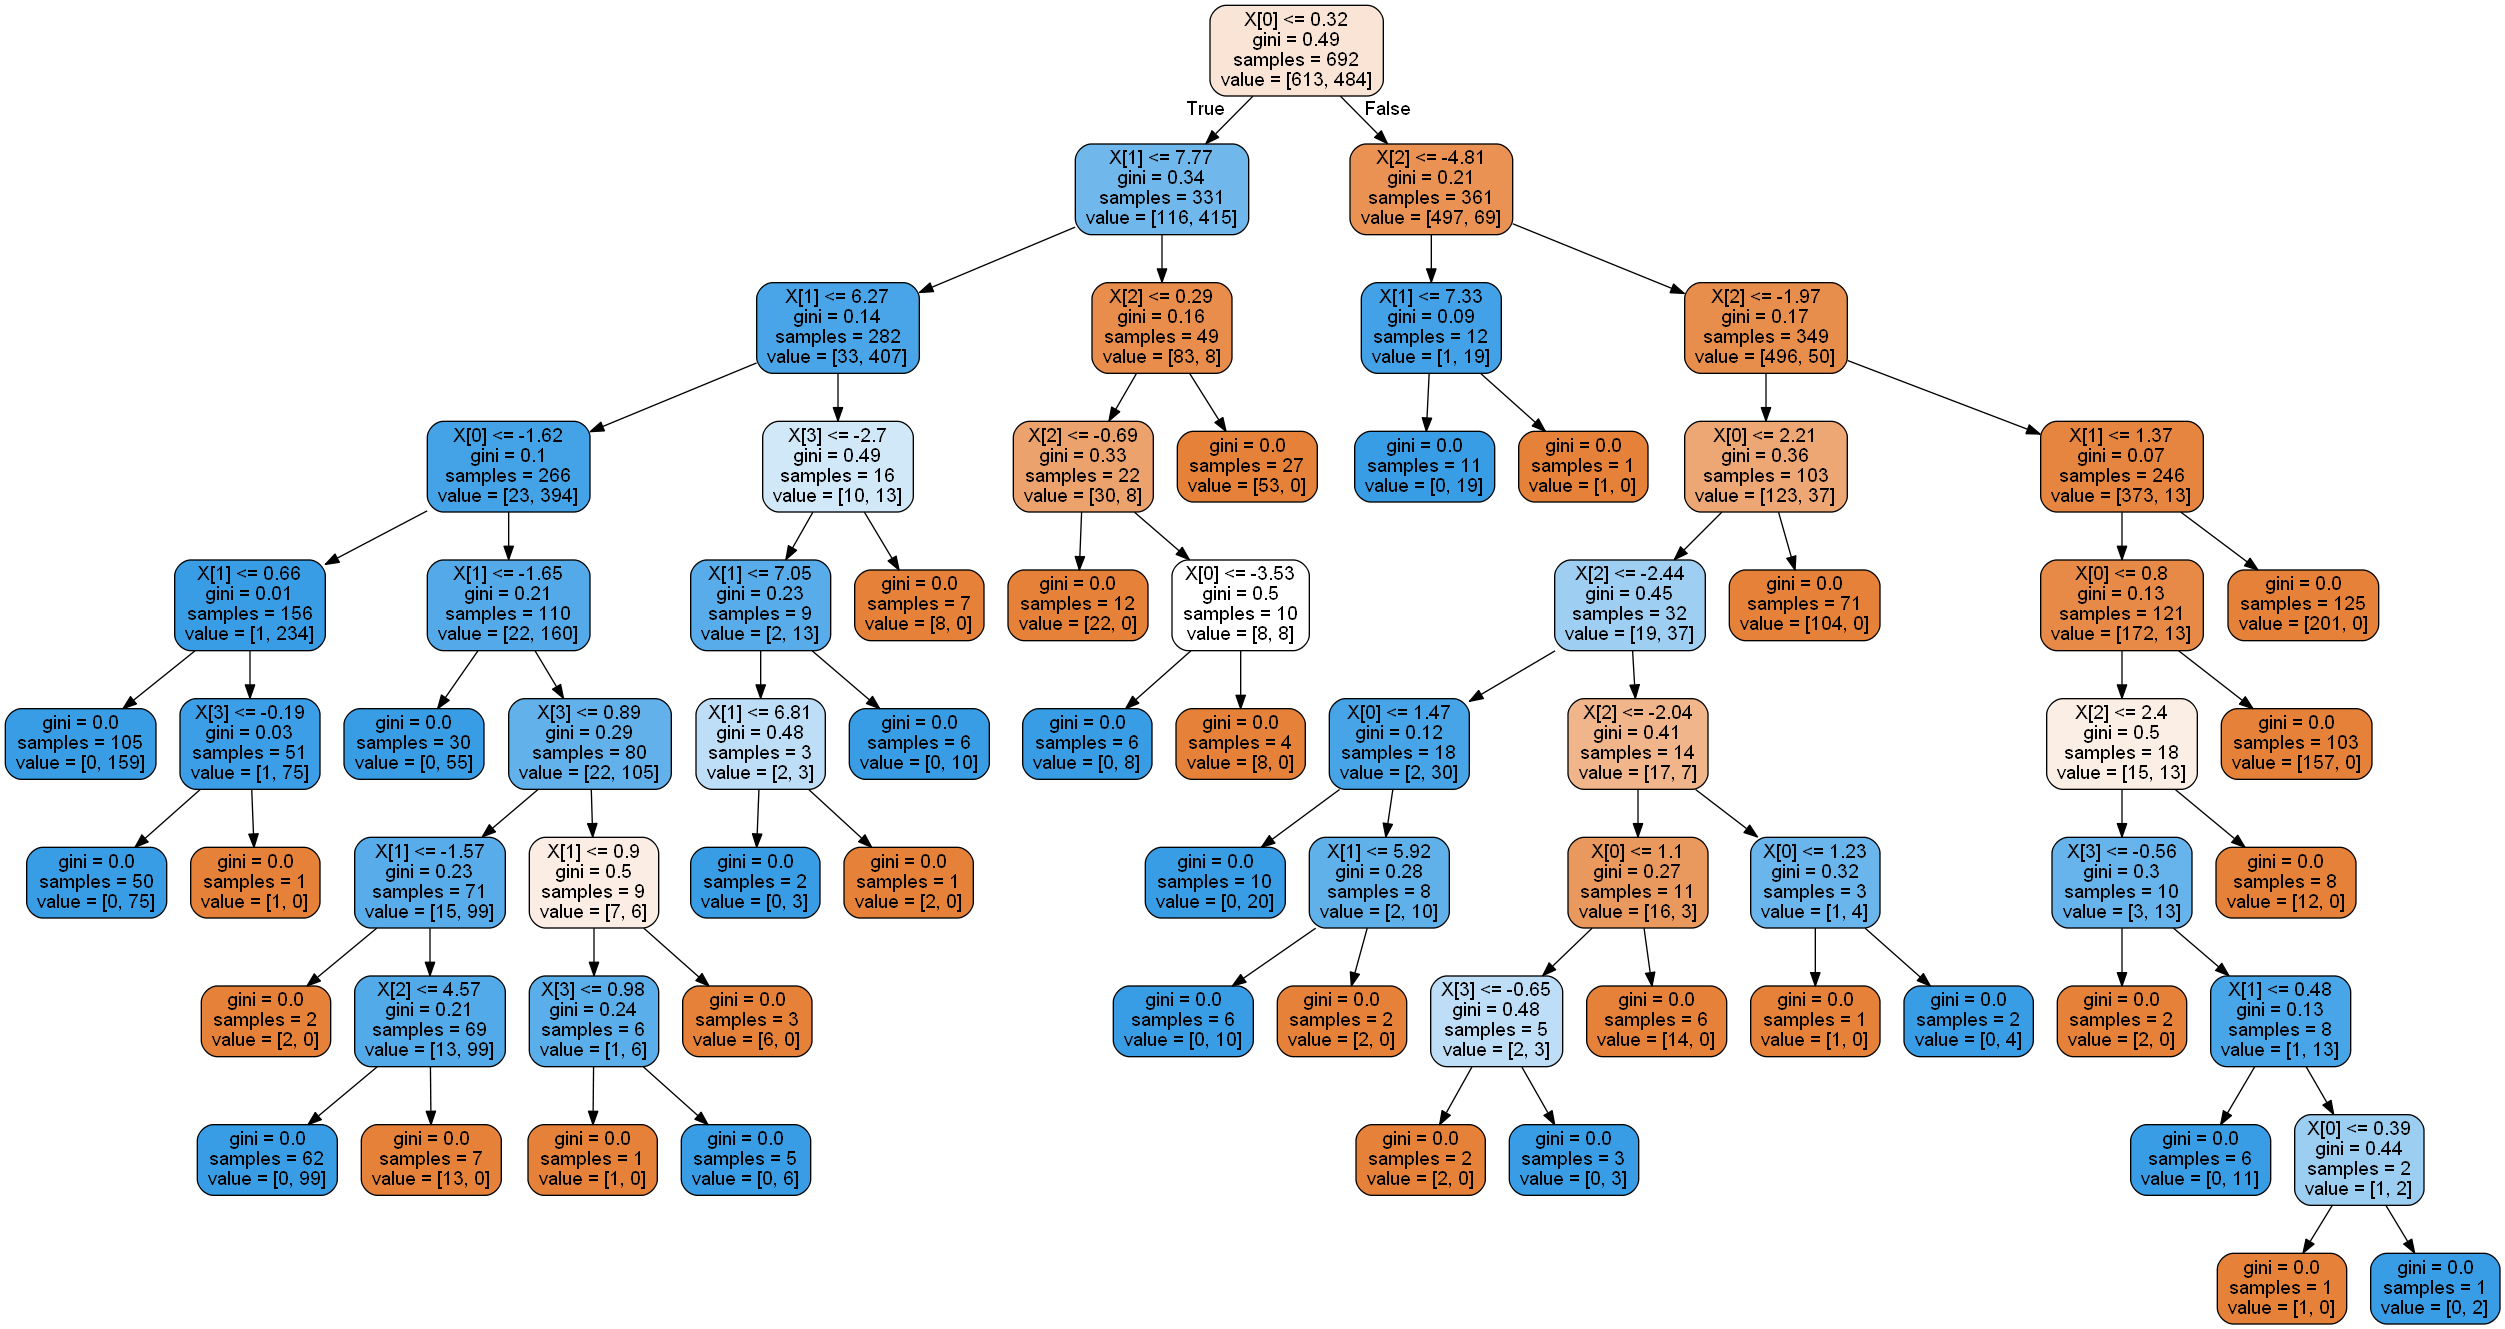 X[0] <= 0.32
gini = 0.49
samples = 692
value = [613, 484]
True
False
X[1] <= 7.77
gini = 0.34
samples = 331
value = [116, 415]
X[2] <= -4.81
gini = 0.21
samples = 361
value = [497, 69]
X[1] <= 6.27
gini = 0.14
samples = 282
value = [33, 407]
X[2] <= 0.29
gini = 0.16
samples = 49
value = [83, 8]
X[1] <= 7.33
gini = 0.09
samples = 12
value = [1, 19]
X[2] <= -1.97
gini = 0.17
samples = 349
value = [496, 50]
X[0] <= -1.62
gini = 0.1
samples = 266
value = [23, 394]
X[3] <= -2.7
gini = 0.49
samples = 16
value = [10, 13]
X[2] <= -0.69
gini = 0.33
samples = 22
value = [30, 8]
gini = 0.0
samples = 27
value = [53, 0]
gini = 0.0
samples = 11
value = [0, 19]
gini = 0.0
samples = 1
value = [1, 0]
X[0] <= 2.21
gini = 0.36
samples = 103
value = [123, 37]
X[1] <= 1.37
gini = 0.07
samples = 246
value = [373, 13]
X[1] <= 0.66
gini = 0.01
samples = 156
value = [1, 234]
X[1] <= -1.65
gini = 0.21
samples = 110
value = [22, 160]
X[1] <= 7.05
gini = 0.23
samples = 9
value = [2, 13]
gini = 0.0
samples = 7
value = [8, 0]
gini = 0.0
samples = 12
value = [22, 0]
X[0] <= -3.53
gini = 0.5
samples = 10
value = [8, 8]
X[2] <= -2.44
gini = 0.45
samples = 32
value = [19, 37]
gini = 0.0
samples = 71
value = [104, 0]
X[0] <= 0.8
gini = 0.13
samples = 121
value = [172, 13]
gini = 0.0
samples = 125
value = [201, 0]
gini = 0.0
samples = 105
value = [0, 159]
X[3] <= -0.19
gini = 0.03
samples = 51
value = [1, 75]
gini = 0.0
samples = 30
value = [0, 55]
X[3] <= 0.89
gini = 0.29
samples = 80
value = [22, 105]
X[1] <= 6.81
gini = 0.48
samples = 3
value = [2, 3]
gini = 0.0
samples = 6
value = [0, 10]
gini = 0.0
samples = 6
value = [0, 8]
gini = 0.0
samples = 4
value = [8, 0]
X[0] <= 1.47
gini = 0.12
samples = 18
value = [2, 30]
X[2] <= -2.04
gini = 0.41
samples = 14
value = [17, 7]
X[2] <= 2.4
gini = 0.5
samples = 18
value = [15, 13]
gini = 0.0
samples = 103
value = [157, 0]
gini = 0.0
samples = 50
value = [0, 75]
gini = 0.0
samples = 1
value = [1, 0]
X[1] <= -1.57
gini = 0.23
samples = 71
value = [15, 99]
X[1] <= 0.9
gini = 0.5
samples = 9
value = [7, 6]
gini = 0.0
samples = 2
value = [0, 3]
gini = 0.0
samples = 1
value = [2, 0]
gini = 0.0
samples = 10
value = [0, 20]
X[1] <= 5.92
gini = 0.28
samples = 8
value = [2, 10]
X[0] <= 1.1
gini = 0.27
samples = 11
value = [16, 3]
X[0] <= 1.23
gini = 0.32
samples = 3
value = [1, 4]
X[3] <= -0.56
gini = 0.3
samples = 10
value = [3, 13]
gini = 0.0
samples = 8
value = [12, 0]
gini = 0.0
samples = 2
value = [2, 0]
X[2] <= 4.57
gini = 0.21
samples = 69
value = [13, 99]
X[3] <= 0.98
gini = 0.24
samples = 6
value = [1, 6]
gini = 0.0
samples = 3
value = [6, 0]
gini = 0.0
samples = 6
value = [0, 10]
gini = 0.0
samples = 2
value = [2, 0]
X[3] <= -0.65
gini = 0.48
samples = 5
value = [2, 3]
gini = 0.0
samples = 6
value = [14, 0]
gini = 0.0
samples = 1
value = [1, 0]
gini = 0.0
samples = 2
value = [0, 4]
gini = 0.0
samples = 2
value = [2, 0]
X[1] <= 0.48
gini = 0.13
samples = 8
value = [1, 13]
gini = 0.0
samples = 62
value = [0, 99]
gini = 0.0
samples = 7
value = [13, 0]
gini = 0.0
samples = 1
value = [1, 0]
gini = 0.0
samples = 5
value = [0, 6]
gini = 0.0
samples = 2
value = [2, 0]
gini = 0.0
samples = 3
value = [0, 3]
gini = 0.0
samples = 6
value = [0, 11]
X[0] <= 0.39
gini = 0.44
samples = 2
value = [1, 2]
gini = 0.0
samples = 1
value = [1, 0]
gini = 0.0
samples = 1
value = [0, 2]